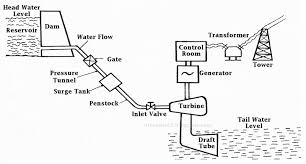 Head Water
Level
Dam
Reservoir
Water Flow
Gate
Pressure
Tunnel
Surge Tank
Penstock
Inlet Valve
Control
Room
Transformer
Tower
Generator
Turbine
Tail Water
Level
Draft
Tube